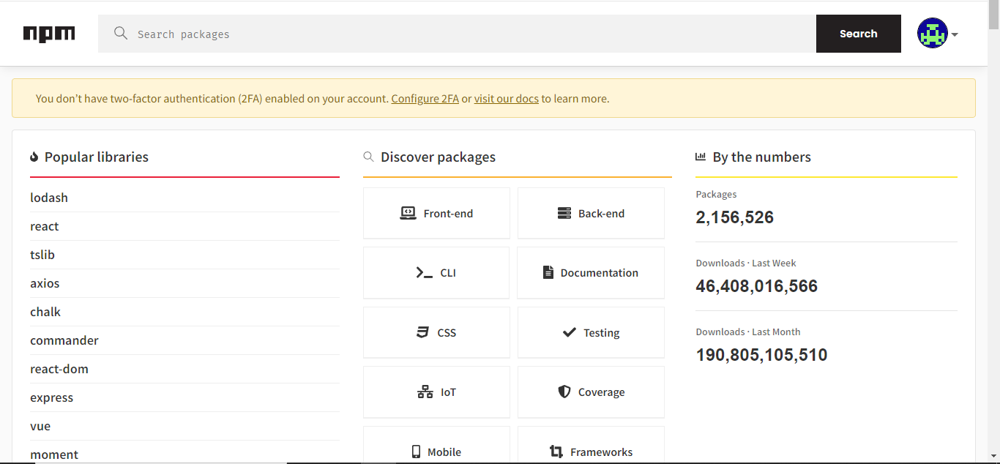 npm
Search packages
Search
You don’t have two-factor authentication (2FA) enabled on your account. Configure 2FA or visit our docs to learn more.
Popular libraries
lodash
react
tslib
axios
chalk
commander
react-dom
express
vue
moment
Discover packages
Front-end
Back-end
CLI
Documentation
CSS
Testing
IoT
Coverage
Mobile
Frameworks
By the numbers
Packages
2,156,526
Downloads · Last Week
46,408,016,566
Downloads · Last Month
190,805,105,510